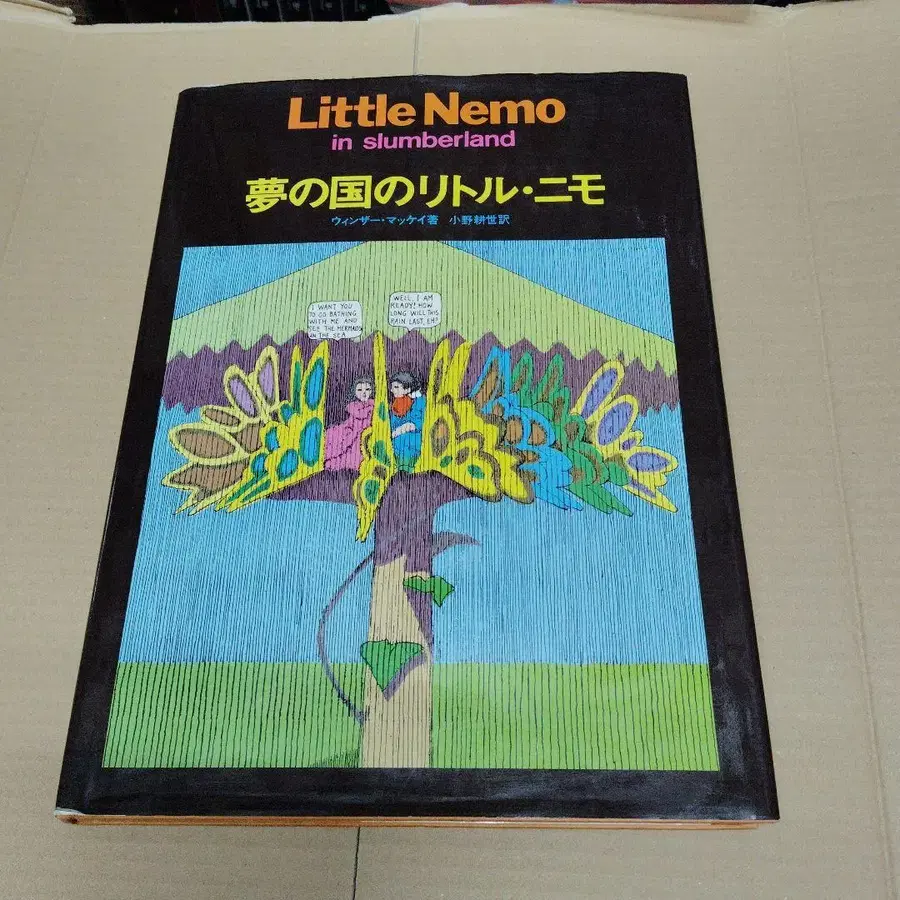 Little Nemo
in slumberland
夢の国のリトル・ニモ
ウィンザー・マッケイ著 小野耕世訳
I WANT YOU
TO GO BATHING
WITH ME AND
SEE THE MERMAIDS
IN THE SEA
WELL, I AM
READY! HOW
LONG WILL THIS
RAIN LAST, EH?